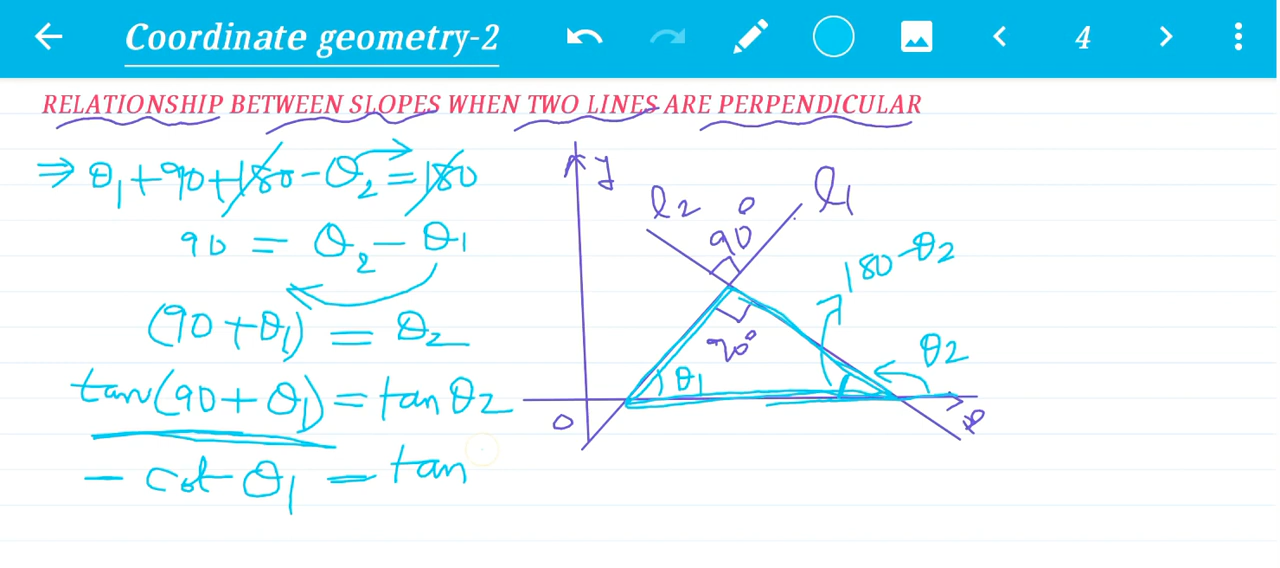 Coordinate geometry-2
4
RELATIONSHIP BETWEEN SLOPES WHEN TWO LINES ARE PERPENDICULAR
⇒ θ₁ + 90 + 180 - θ₂ = 180
90 = θ₂ - θ₁
(90 + θ₁) = θ₂
tan(90 + θ₁) = tan θ₂
- cot θ₁ = tan
y
l₂
90°
l₁
180 - θ₂
90°
θ₁
θ₂
O
x